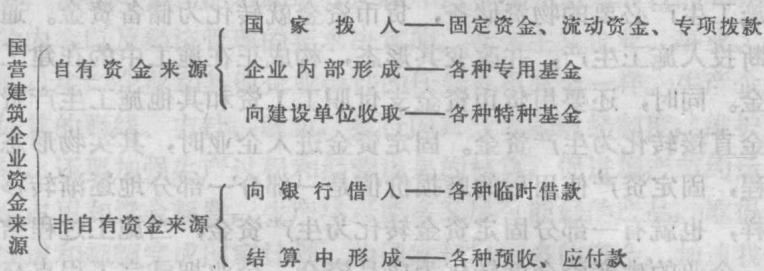 国营建筑企业资金来源
自有资金来源
国家拨人——固定资金、流动资金、专项拨款
企业内部形成——各种专用基金
向建设单位收取——各种特种基金
非自有资金来源
向银行借人——各种临时借款
结算中形成——各种预收、应付款